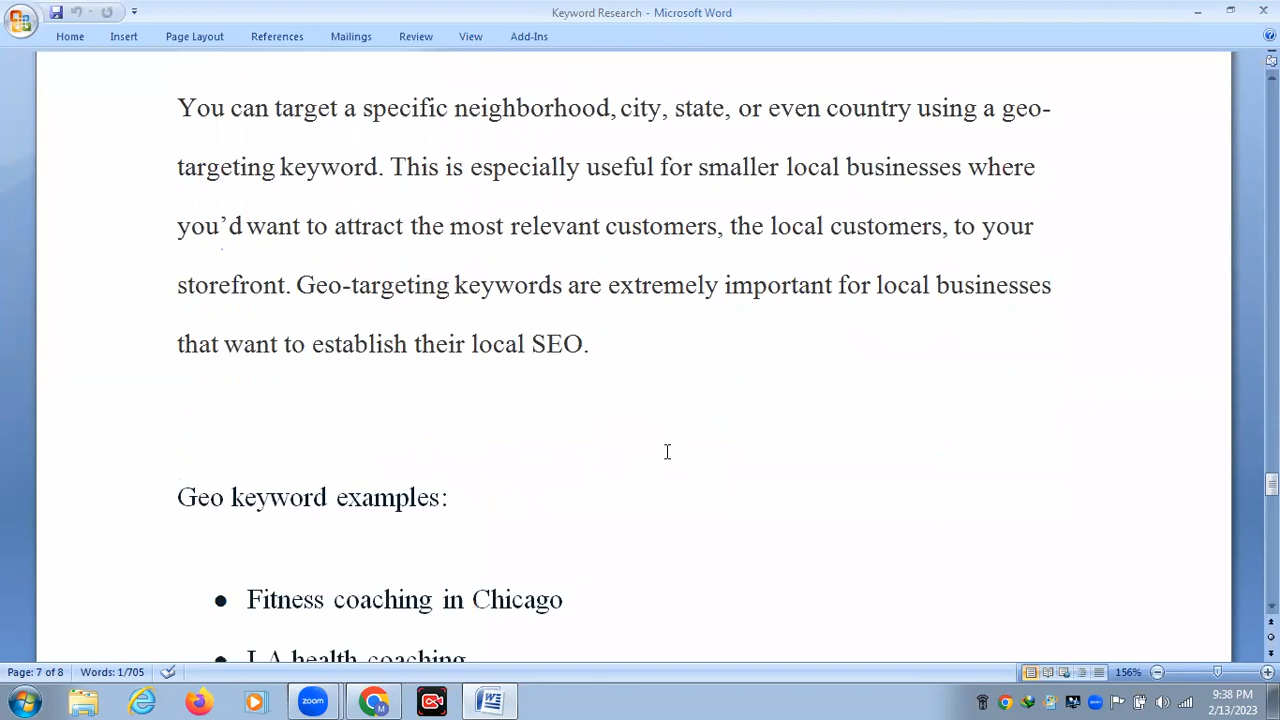 Keyword Research - Microsoft Word
Home Insert Page Layout References Mailings Review View Add-Ins
You can target a specific neighborhood, city, state, or even country using a geo-
targeting keyword. This is especially useful for smaller local businesses where
you’d want to attract the most relevant customers, the local customers, to your
storefront. Geo-targeting keywords are extremely important for local businesses
that want to establish their local SEO.
Geo keyword examples:
● Fitness coaching in Chicago
● LA health coaching
Page: 7 of 8 Words: 1/705 156%
zoom
9:38 PM
2/13/2023